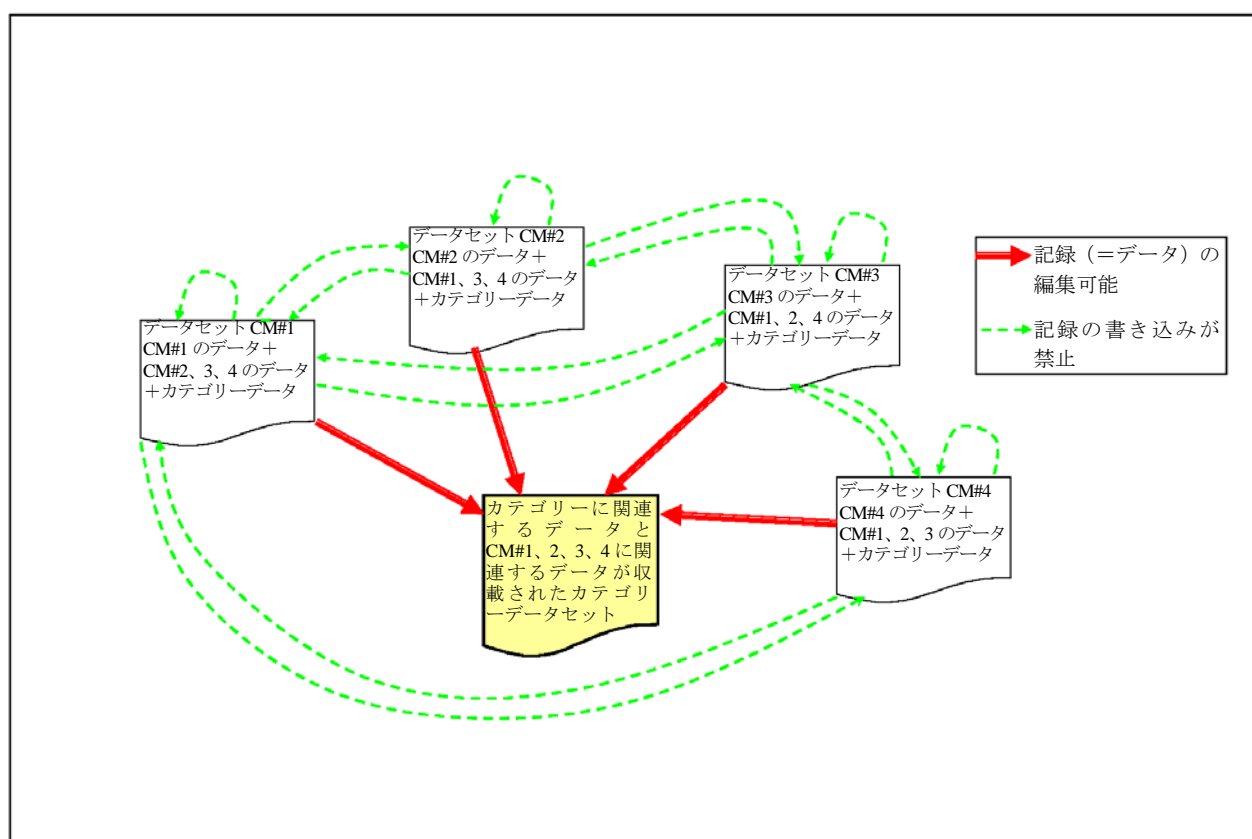 データセット CM#2
CM#2 のデータ＋
CM#1、3、4 のデータ
＋カテゴリーデータ
データセット CM#3
CM#3 のデータ＋
CM#1、2、4 のデータ
＋カテゴリーデータ
記録（＝データ）の
編集可能
記録の書き込みが
禁止
データセット CM#1
CM#1 のデータ＋
CM#2、3、4 のデータ
＋カテゴリーデータ
データセット CM#4
CM#4 のデータ＋
CM#1、2、3 のデータ
＋カテゴリーデータ
カテゴリーに関連
するデータと
CM#1、2、3、4 に関
連するデータが収
載されたカテゴリ
ーデータセット